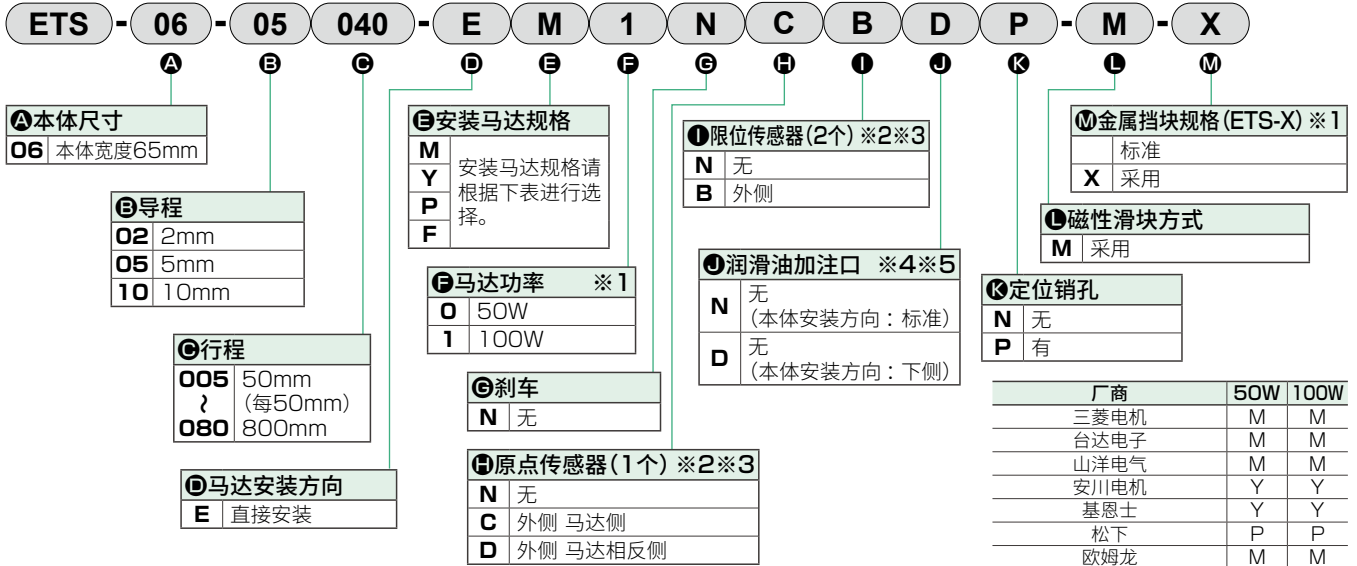 ETS - 06 - 05 040 - E M 1 N C B D P - M - X
A B C D E F G H I J K L M
A本体尺寸
06 本体宽度65mm
B导程
02 2mm
05 5mm
10 10mm
C行程
005 50mm
~ (每50mm)
080 800mm
D马达安装方向
E 直接安装
E安装马达规格
M
Y
P
F
安装马达规格请
根据下表进行选
择。
F马达功率 ※1
0 50W
1 100W
G刹车
N 无
H原点传感器(1个) ※2※3
N 无
C 外侧 马达侧
D 外侧 马达相反侧
I限位传感器(2个) ※2※3
N 无
B 外侧
J润滑油加注口 ※4※5
N 无
(本体安装方向:标准)
D 无
(本体安装方向:下侧)
K定位销孔
N 无
P 有
L磁性滑块方式
M 采用
M金属挡块规格(ETS-X) ※1
标准
X 采用
厂商 50W 100W
三菱电机 M M
台达电子 M M
山洋电气 M M
安川电机 Y Y
基恩士 Y Y
松下 P P
欧姆龙 M M